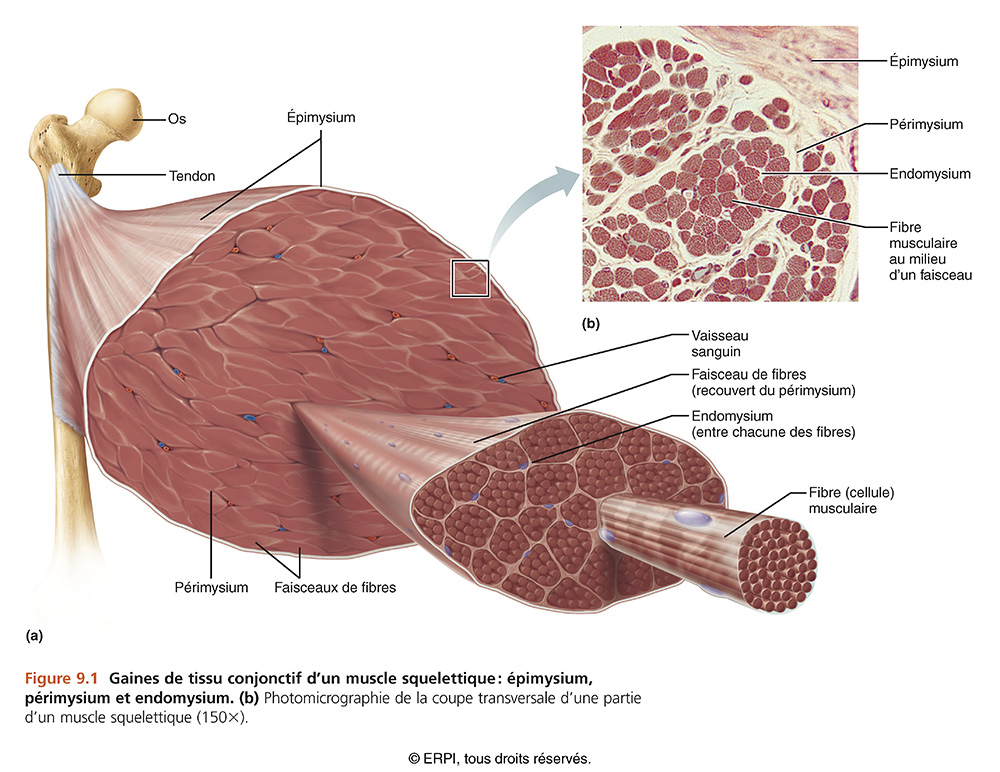 Os
Tendon
Épimysium
Épimysium
Périmysium
Endomysium
Fibre
musculaire
au milieu
d'un faisceau
(b)
Vaisseau
sanguin
Faisceau de fibres
(recouvert du périmysium)
Endomysium
(entre chacune des fibres)
Fibre (cellule)
musculaire
Périmysium
Faisceaux de fibres
(a)
Figure 9.1 Gaines de tissu conjonctif d'un muscle squelettique : épimysium,
périmysium et endomysium. (b) Photomicrographie de la coupe transversale d'une partie
d'un muscle squelettique (150×).
© ERPI, tous droits réservés.